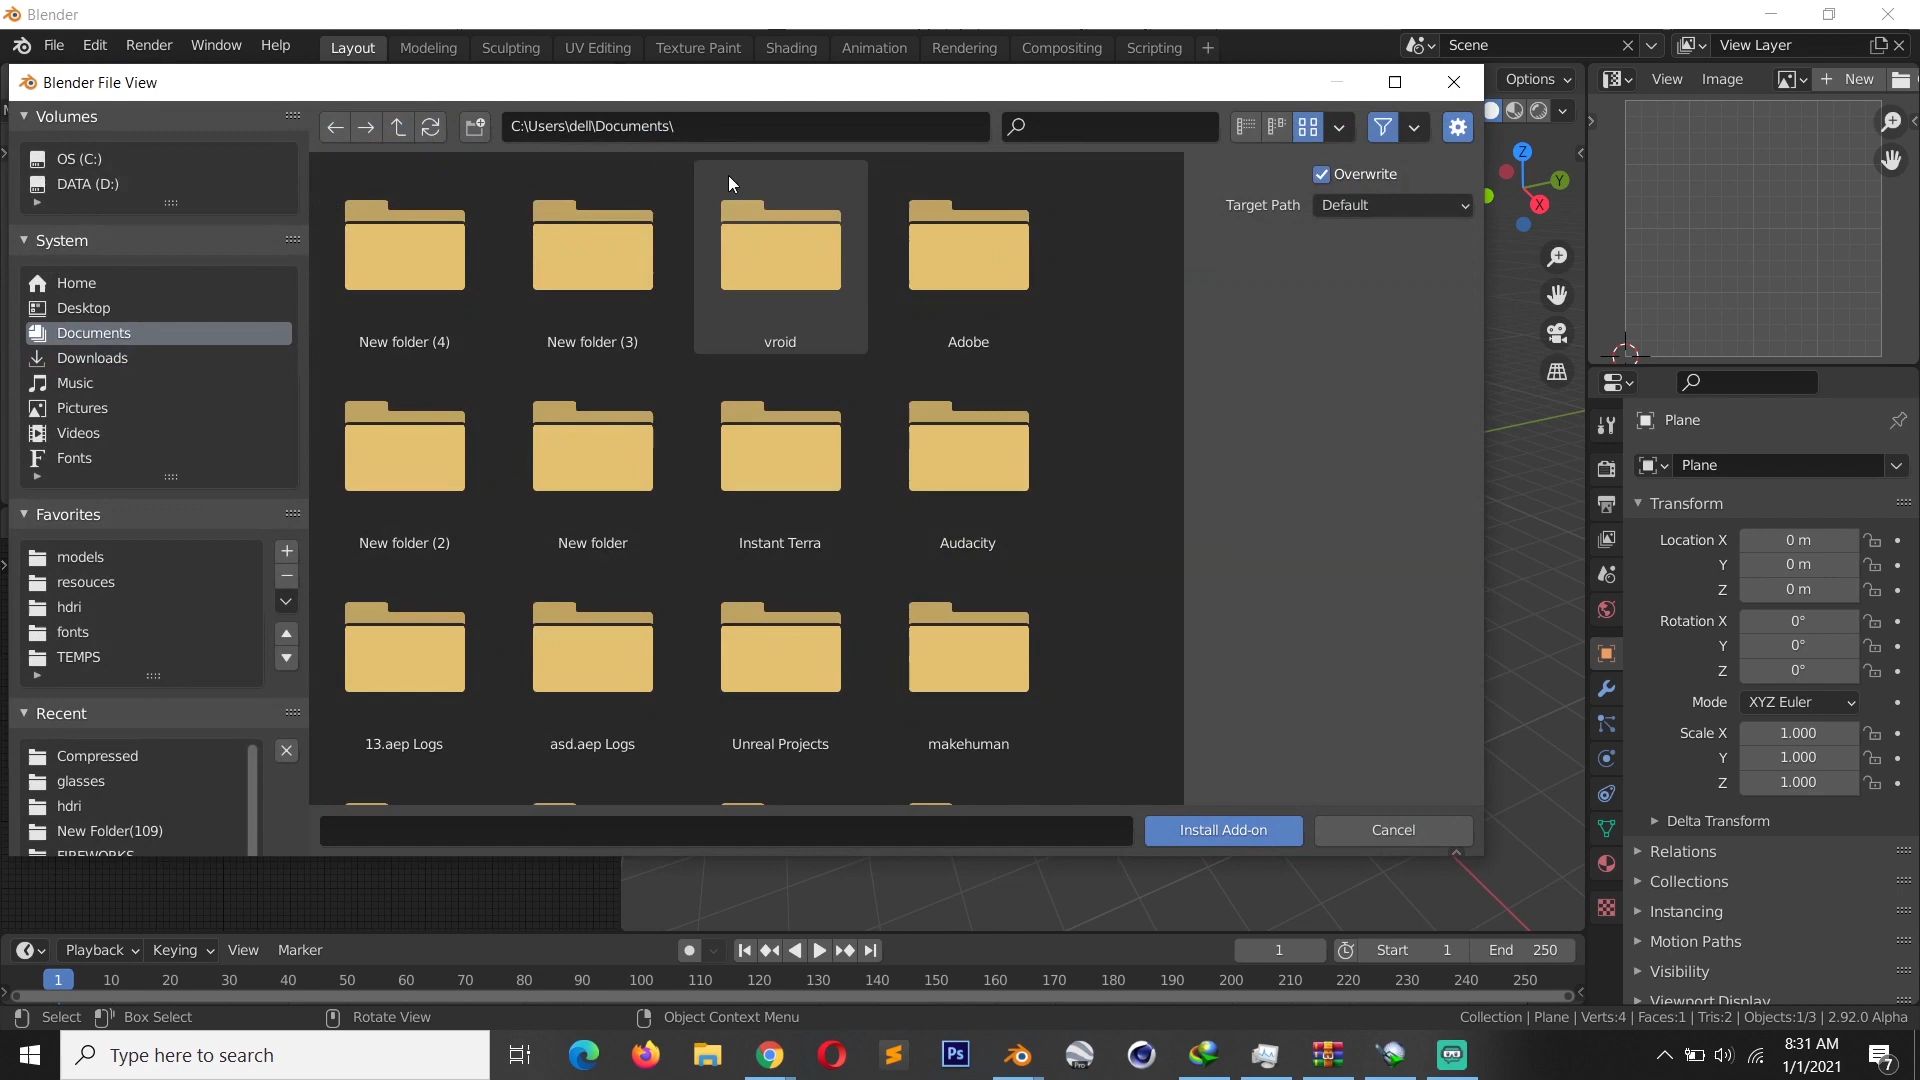 Blender
File Edit Render Window Help Layout Modeling Sculpting UV Editing Texture Paint Shading Animation Rendering Compositing Scripting + Scene View Layer
Blender File View
Options View Image New
Volumes
C:\Users\dell\Documents\
OS (C:)
DATA (D:)
Overwrite
Target Path Default
Z
Y
X
System
Home
Desktop
Documents
Downloads
Music
Pictures
Videos
Fonts
New folder (4) New folder (3) vroid Adobe
Favorites
models
resouces
hdri
fonts
TEMPS
New folder (2) New folder Instant Terra Audacity
Recent
Compressed
glasses
hdri
New Folder(109)
FIREWORKS
13.aep Logs asd.aep Logs Unreal Projects makehuman
Install Add-on Cancel
Plane
Plane
Transform
Location X 0 m
Y 0 m
Z 0 m
Rotation X 0°
Y 0°
Z 0°
Mode XYZ Euler
Scale X 1.000
Y 1.000
Z 1.000
Delta Transform
Relations
Collections
Instancing
Motion Paths
Visibility
Viewport Display
Playback Keying View Marker 1 Start 1 End 250
1 10 20 30 40 50 60 70 80 90 100 110 120 130 140 150 160 170 180 190 200 210 220 230 240 250
Select Box Select Rotate View Object Context Menu Collection | Plane | Verts:4 | Faces:1 | Tris:2 | Objects:1/3 | 2.92.0 Alpha
Type here to search Ps Pro 8:31 AM
1/1/2021 7